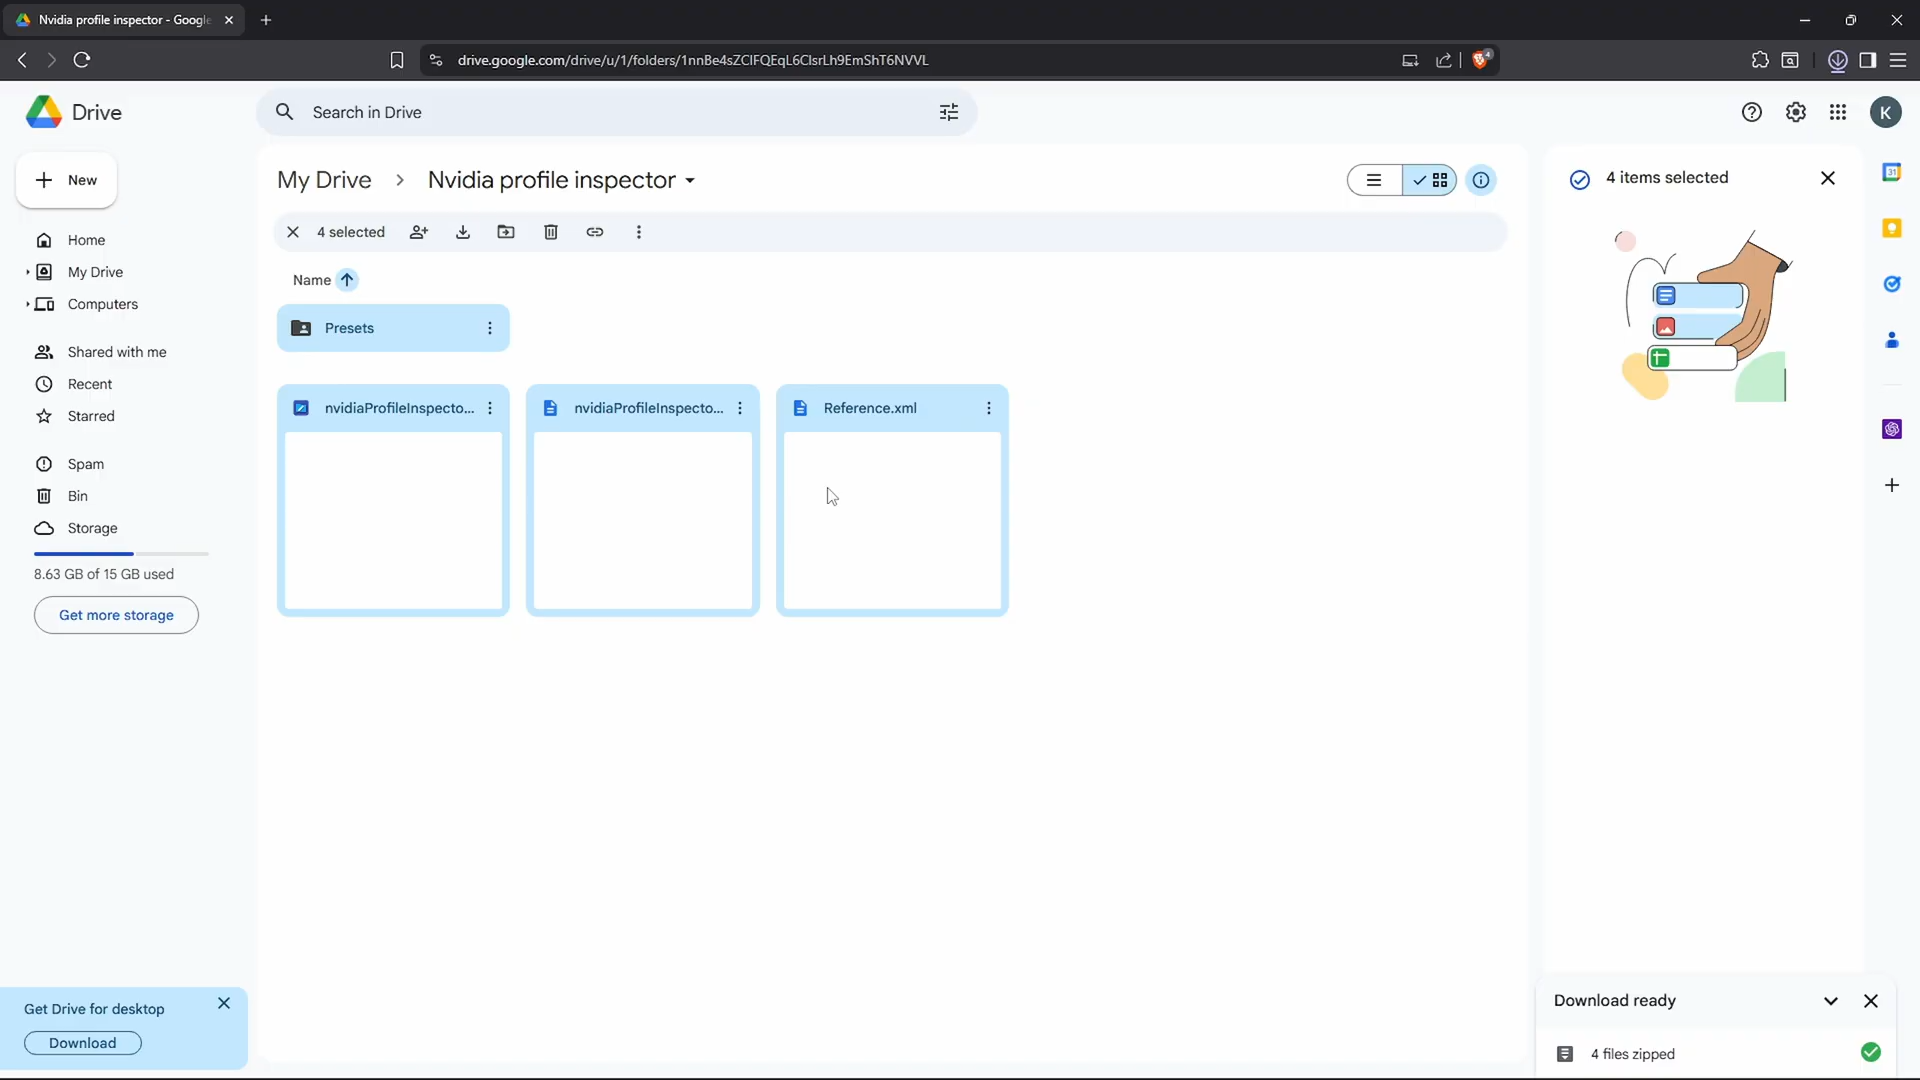 Nvidia profile inspector - Google
drive.google.com/drive/u/1/folders/1nnBe4sZCIFQEqL6CIsrLh9EmShT6NVVL
4
Drive
Search in Drive
K
New
My Drive
Nvidia profile inspector
4 items selected
31
4 selected
Home
My Drive
Computers
Name
Presets
Shared with me
Recent
Starred
nvidiaProfileInspecto...
nvidiaProfileInspecto...
Reference.xml
Spam
Bin
Storage
8.63 GB of 15 GB used
Get more storage
Get Drive for desktop
Download
Download ready
4 files zipped